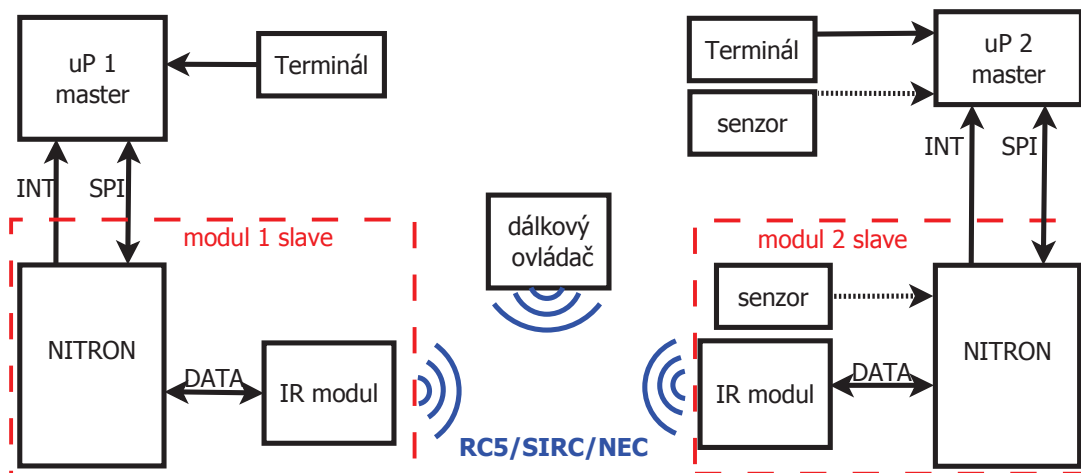 uP 1
master
Terminál
INT
SPI
modul 1 slave
NITRON
DATA
IR modul
dálkový
ovládač
RC5/SIRC/NEC
Terminál
senzor
uP 2
master
INT
SPI
modul 2 slave
senzor
IR modul
DATA
NITRON